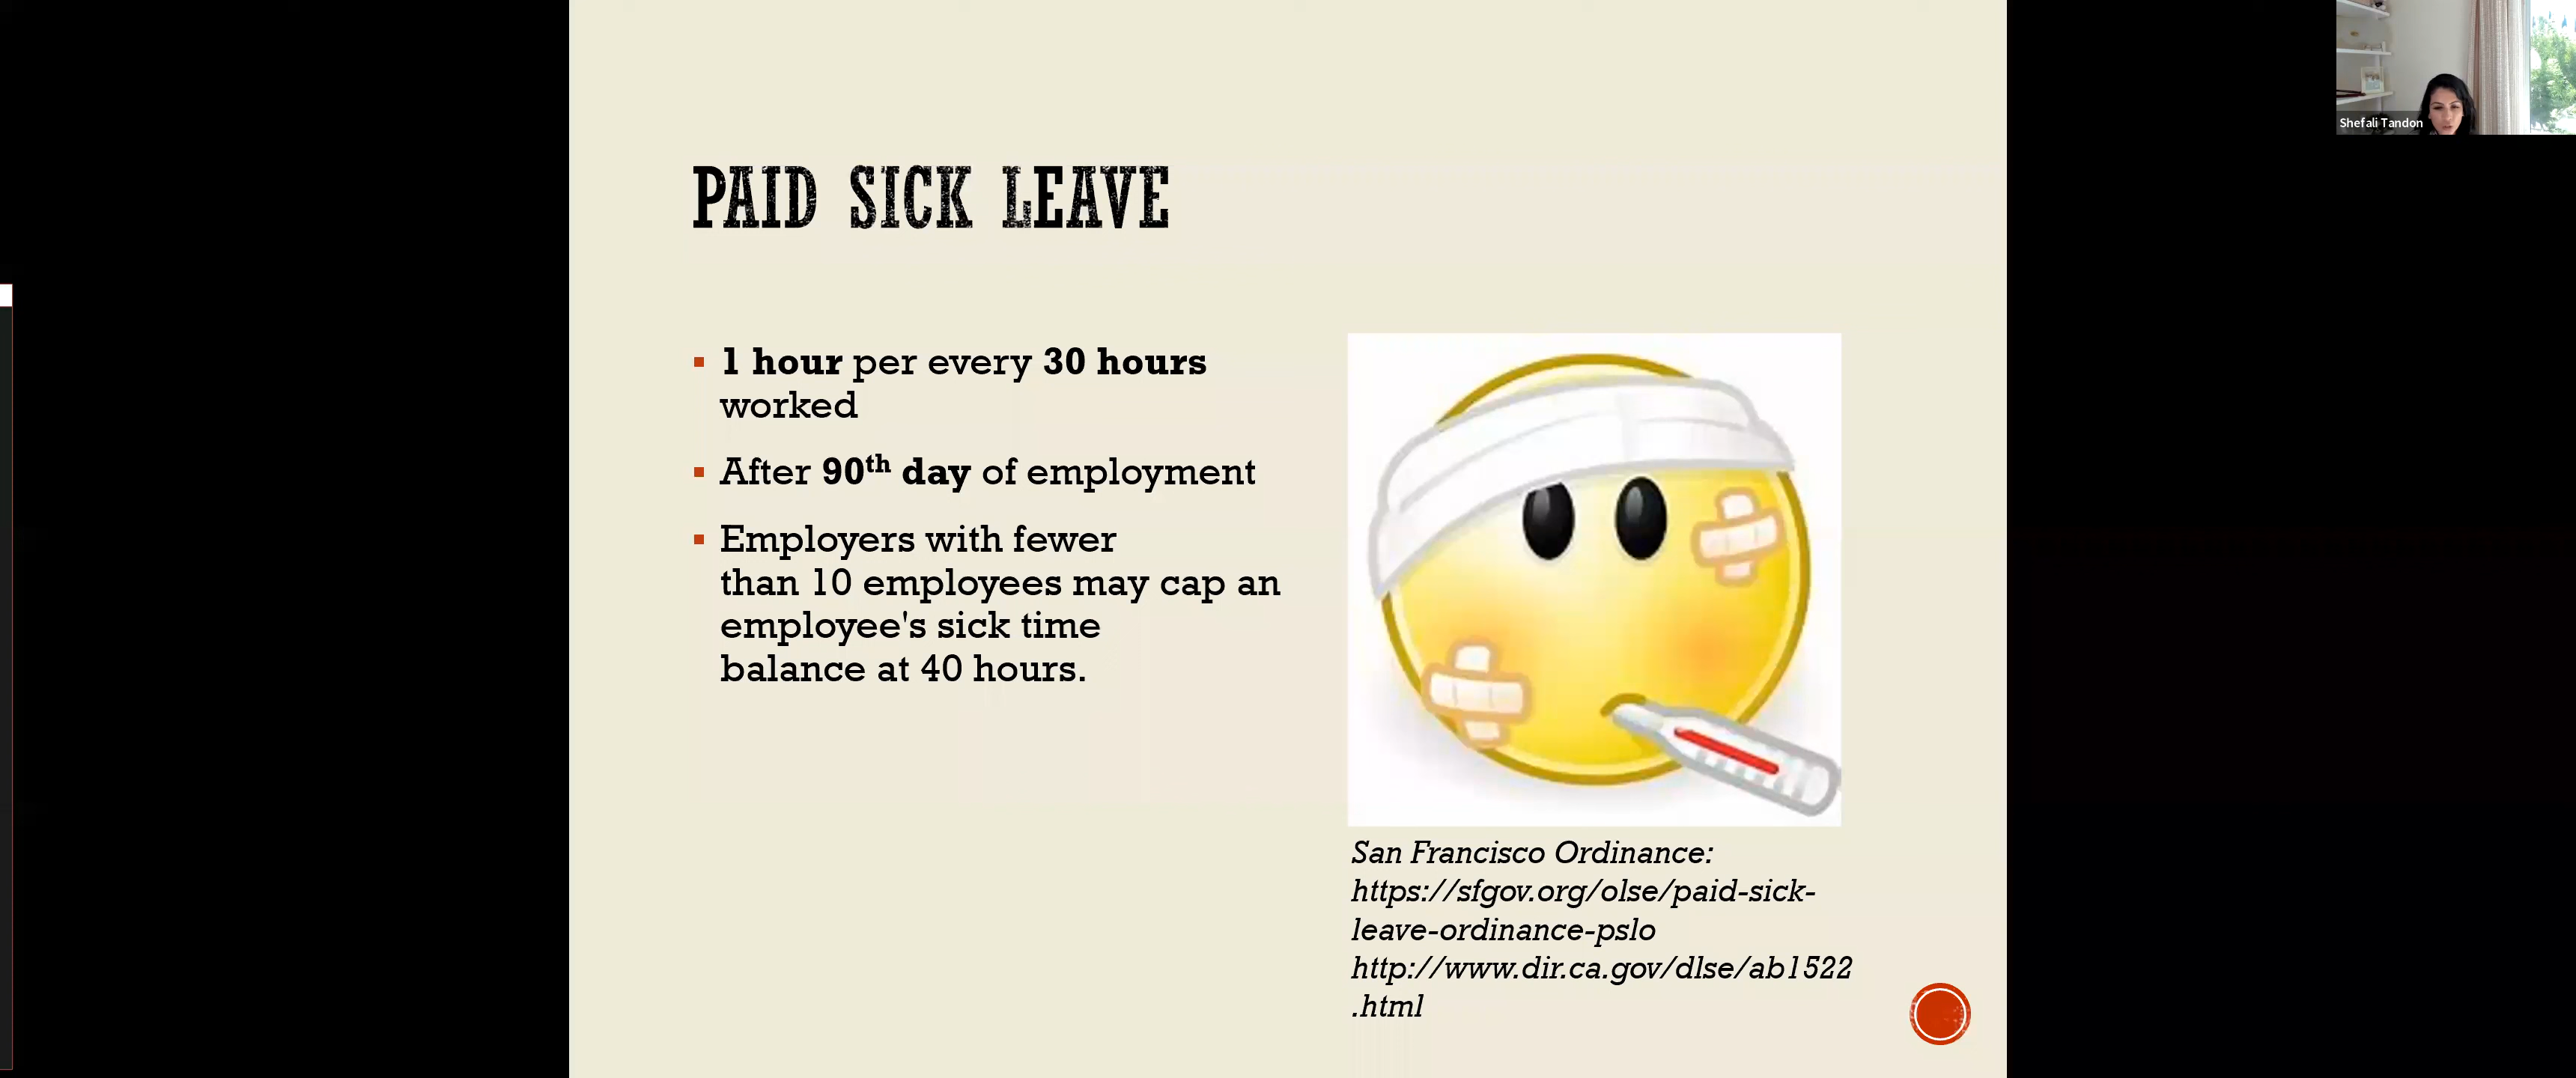 Shefali Tandon
PAID SICK LEAVE
1 hour per every 30 hours
worked
After 90th day of employment
Employers with fewer
than 10 employees may cap an
employee's sick time
balance at 40 hours.
San Francisco Ordinance:
https://sfgov.org/olse/paid-sick-
leave-ordinance-pslo
http://www.dir.ca.gov/dlse/ab1522
.html